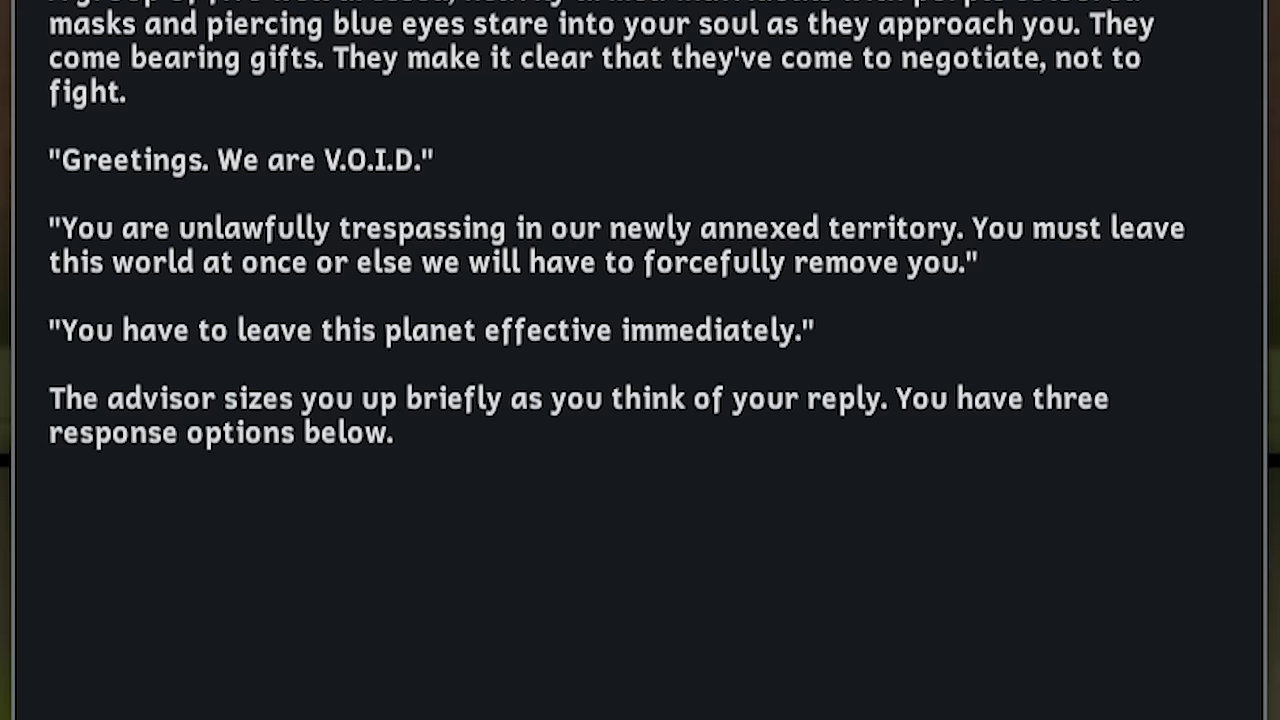 masks and piercing blue eyes stare into your soul as they approach you. They
come bearing gifts. They make it clear that they've come to negotiate, not to
fight.
"Greetings. We are V.O.I.D."
"You are unlawfully trespassing in our newly annexed territory. You must leave
this world at once or else we will have to forcefully remove you."
"You have to leave this planet effective immediately."
The advisor sizes you up briefly as you think of your reply. You have three
response options below.